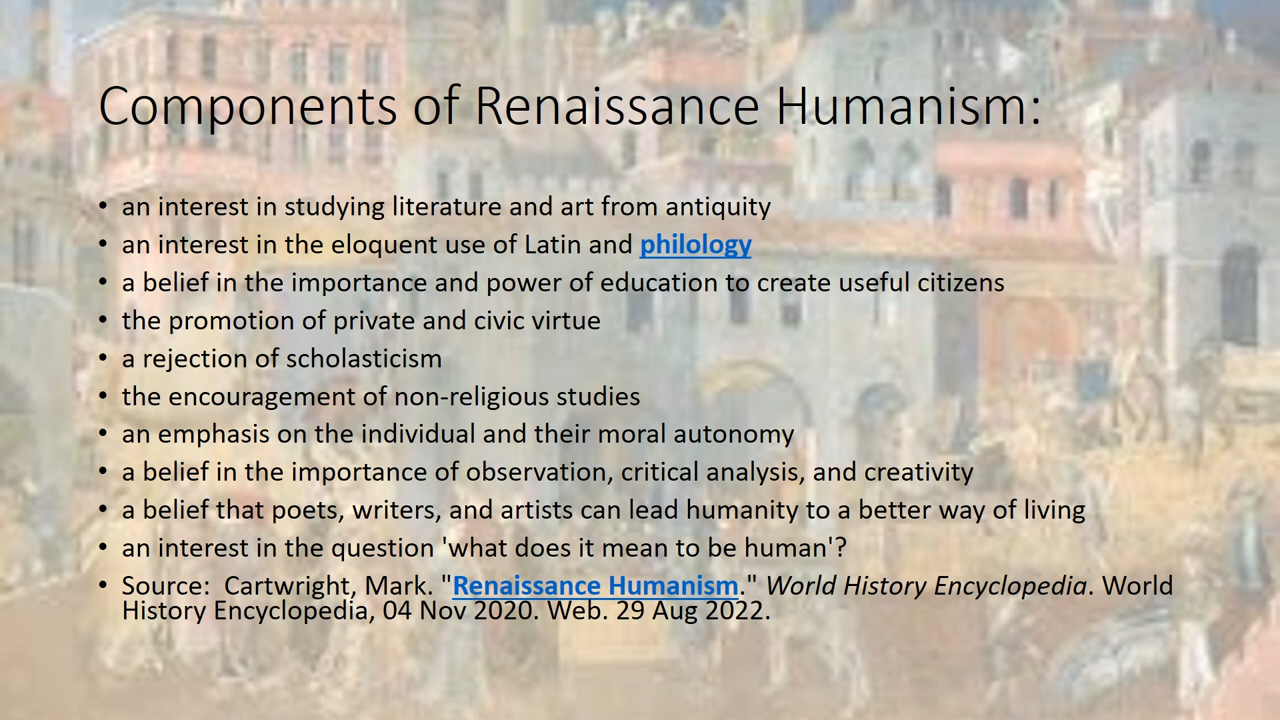 Components of Renaissance Humanism:
• an interest in studying literature and art from antiquity
• an interest in the eloquent use of Latin and philology
• a belief in the importance and power of education to create useful citizens
• the promotion of private and civic virtue
• a rejection of scholasticism
• the encouragement of non-religious studies
• an emphasis on the individual and their moral autonomy
• a belief in the importance of observation, critical analysis, and creativity
• a belief that poets, writers, and artists can lead humanity to a better way of living
• an interest in the question 'what does it mean to be human'?
• Source:  Cartwright, Mark. "Renaissance Humanism." World History Encyclopedia. World
History Encyclopedia, 04 Nov 2020. Web. 29 Aug 2022.